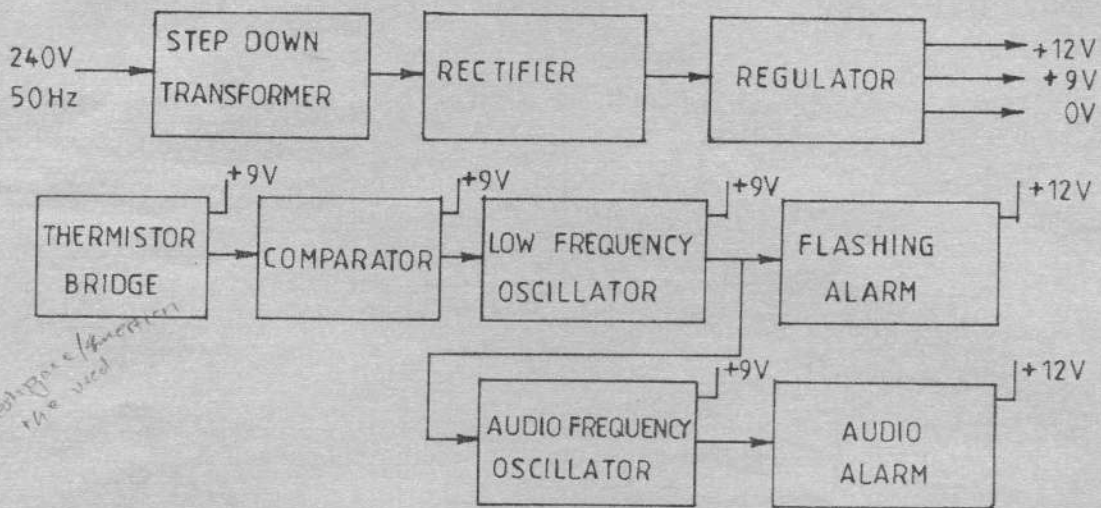 240V
50Hz
STEP DOWN
TRANSFORMER
RECTIFIER
REGULATOR
+12V
+9V
0V
+9V
THERMISTOR
BRIDGE
+9V
COMPARATOR
+9V
LOW FREQUENCY
OSCILLATOR
+12V
FLASHING
ALARM
the
+9V
AUDIO FREQUENCY
OSCILLATOR
+12V
AUDIO
ALARM